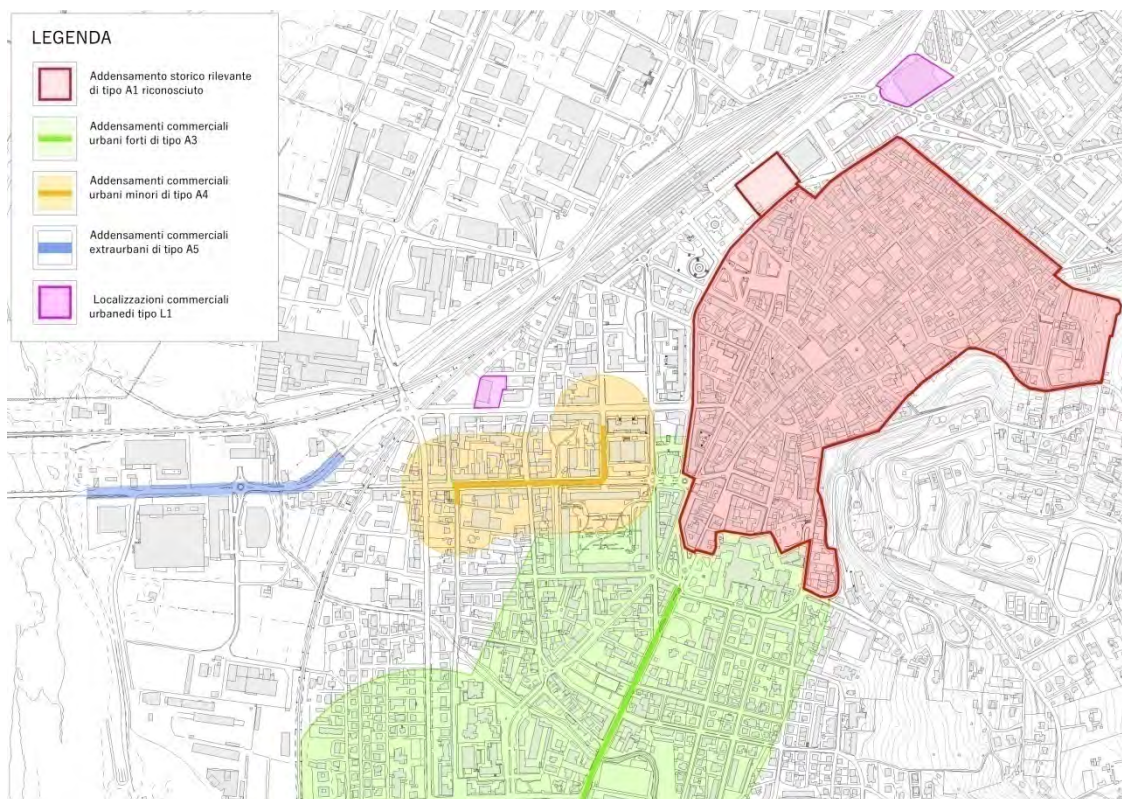 LEGENDA
Addensamento storico rilevante
di tipo A1 riconosciuto
Addensamenti commerciali
urbani forti di tipo A3
Addensamenti commerciali
urbani minori di tipo A4
Addensamenti commerciali
extraurbani di tipo A5
Localizzazioni commerciali
urbanedi tipo L1